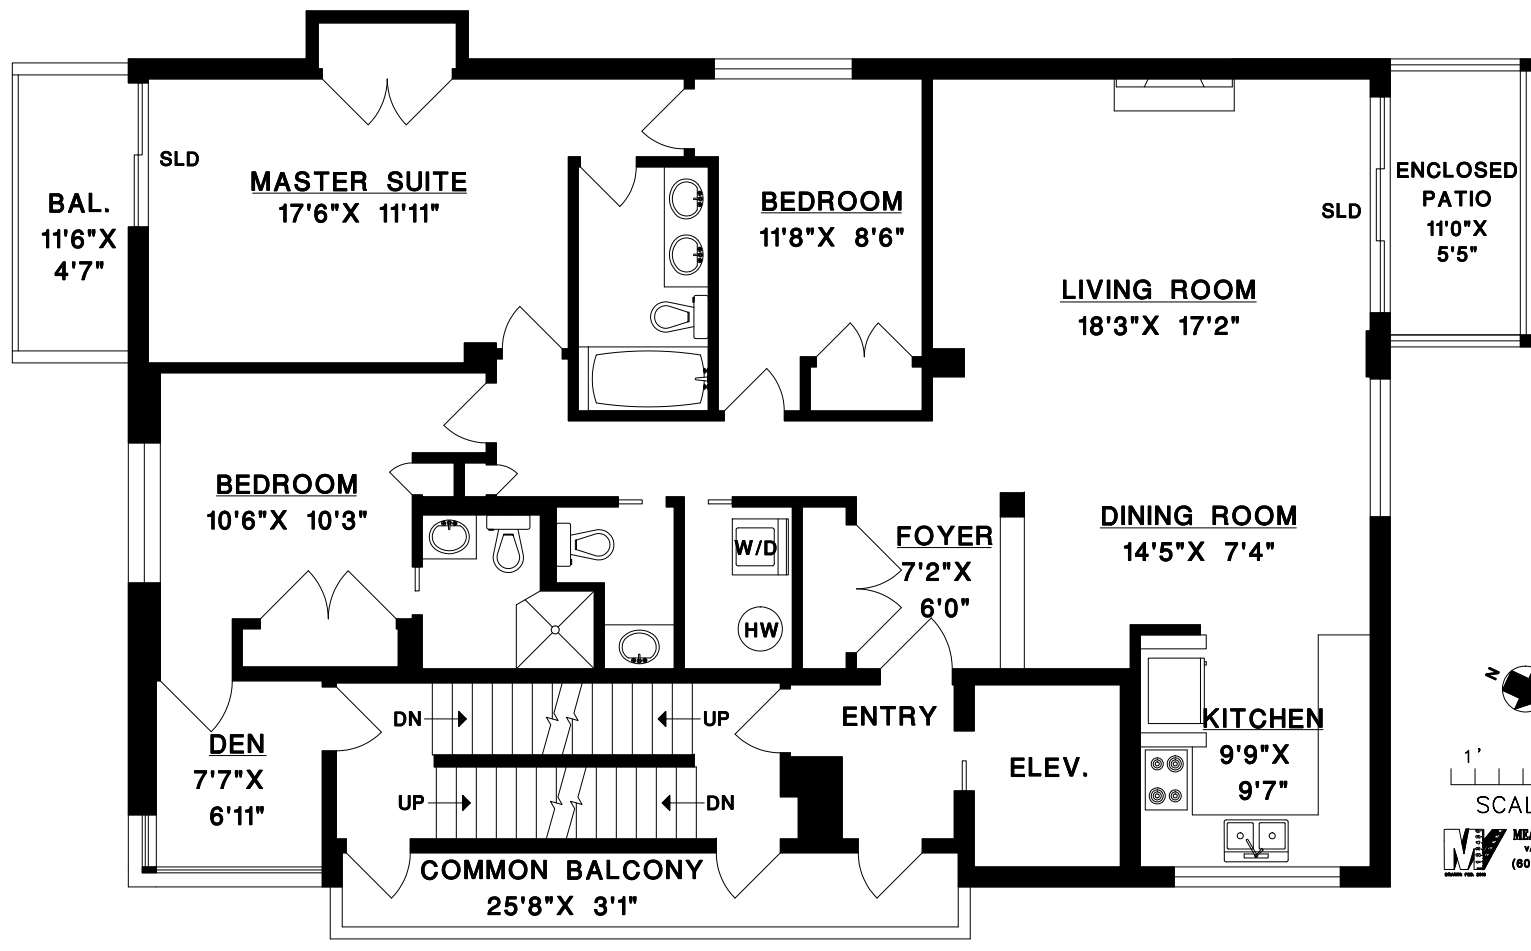 SLD
MASTER SUITE
17'6"X 11'11"
BAL.
11'6"X
4'7"
BEDROOM
11'8"X 8'6"
SLD
ENCLOSED
PATIO
11'0"X
5'5"
LIVING ROOM
18'3"X 17'2"
BEDROOM
10'6"X 10'3"
W/D
HW
FOYER
7'2"X
6'0"
DINING ROOM
14'5"X 7'4"
N
DN
UP
ENTRY
ELEV.
KITCHEN
9'9"X
9'7"
DEN
7'7"X
6'11"
UP
DN
1'
SCAL
COMMON BALCONY
25'8"X 3'1"
MEA
VA
(60